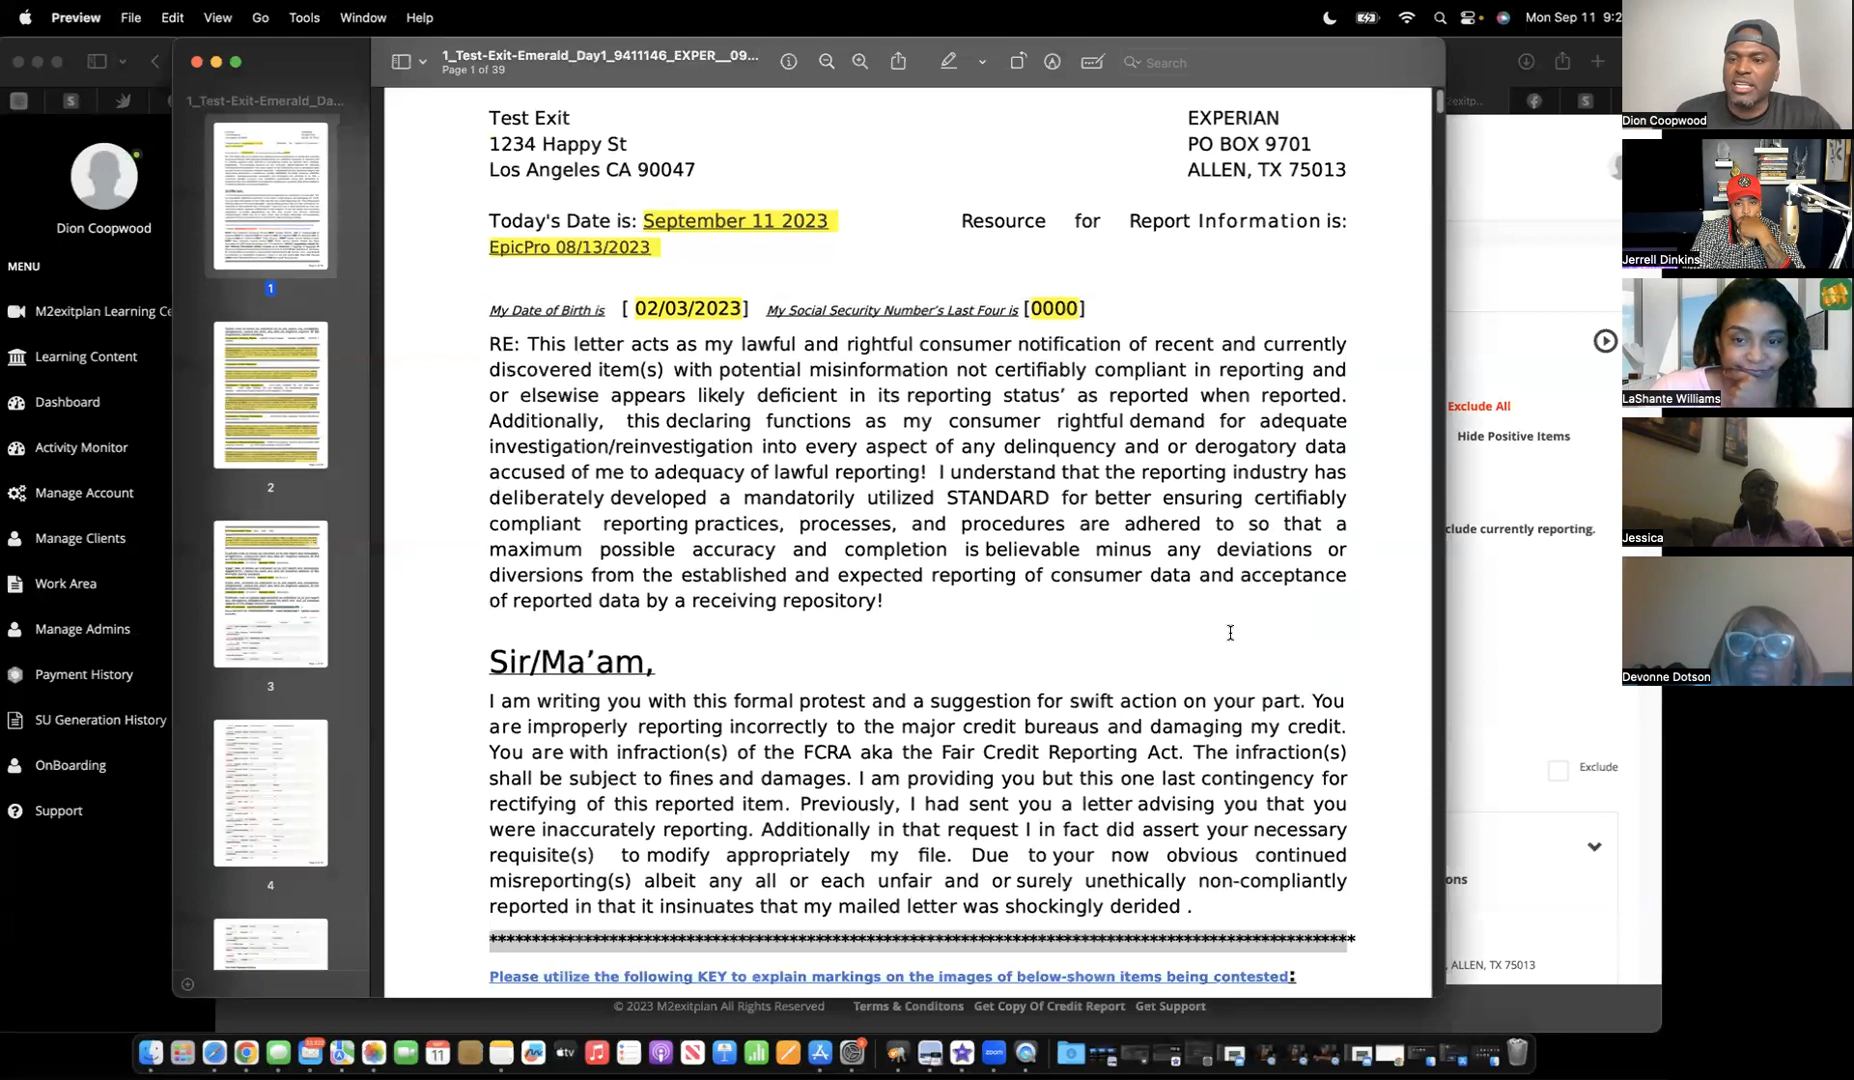 Preview File Edit View Go Tools Window Help
Mon Sep 11 9:2
1_Test-Exit-Emerald_Day1_9411146_EXPER__09...
Page 1 of 39
Search
1_Test-Exit-Emerald_Da...
Dion Coopwood
MENU
M2exitplan Learning Ce
Learning Content
Dashboard
Activity Monitor
Manage Account
Manage Clients
Work Area
Manage Admins
Payment History
SU Generation History
OnBoarding
Support
1
2
3
4
Test Exit
1234 Happy St
Los Angeles CA 90047
EXPERIAN
PO BOX 9701
ALLEN, TX 75013
Today's Date is: September 11 2023 Resource for Report Information is:
EpicPro 08/13/2023
My Date of Birth is [ 02/03/2023] My Social Security Number's Last Four is [0000]
RE: This letter acts as my lawful and rightful consumer notification of recent and currently
discovered item(s) with potential misinformation not certifiably compliant in reporting and
or elsewise appears likely deficient in its reporting status’ as reported when reported.
Additionally, this declaring functions as my consumer rightful demand for adequate
investigation/reinvestigation into every aspect of any delinquency and or derogatory data
accused of me to adequacy of lawful reporting! I understand that the reporting industry has
deliberately developed a mandatorily utilized STANDARD for better ensuring certifiably
compliant reporting practices, processes, and procedures are adhered to so that a
maximum possible accuracy and completion is believable minus any deviations or
diversions from the established and expected reporting of consumer data and acceptance
of reported data by a receiving repository!
Sir/Ma’am,
I am writing you with this formal protest and a suggestion for swift action on your part. You
are improperly reporting incorrectly to the major credit bureaus and damaging my credit.
You are with infraction(s) of the FCRA aka the Fair Credit Reporting Act. The infraction(s)
shall be subject to fines and damages. I am providing you but this one last contingency for
rectifying of this reported item. Previously, I had sent you a letter advising you that you
were inaccurately reporting. Additionally in that request I in fact did assert your necessary
requisite(s) to modify appropriately my file. Due to your now obvious continued
misreporting(s) albeit any all or each unfair and or surely unethically non-compliantly
reported in that it insinuates that my mailed letter was shockingly derided .
Please utilize the following KEY to explain markings on the images of below-shown items being contested:
Exclude All
Hide Positive Items
clude currently reporting.
Exclude
ons
, ALLEN, TX 75013
© 2023 M2exitplan All Rights Reserved Terms & Conditons Get Copy Of Credit Report Get Support
Dion Coopwood
Jerrell Dinkins
LaShante Williams
Jessica
Devonne Dotson